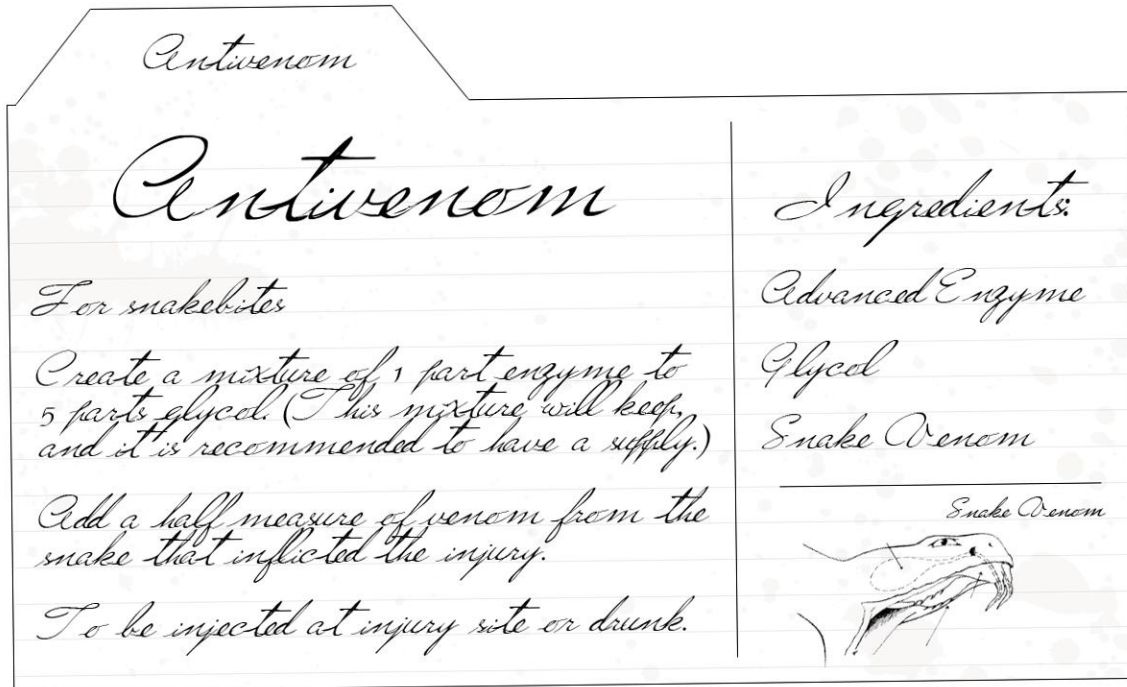 Antivenom
Antivenom
For snakebites
Create a mixture of 1 part enzyme to
5 parts glycol. (This mixture will keep,
and it is recommended to have a supply.)
Add a half measure of venom from the
snake that inflicted the injury.
To be injected at injury site or drunk.
Ingredients:
Advanced Enzyme
Glycol
Snake Venom
Snake Venom